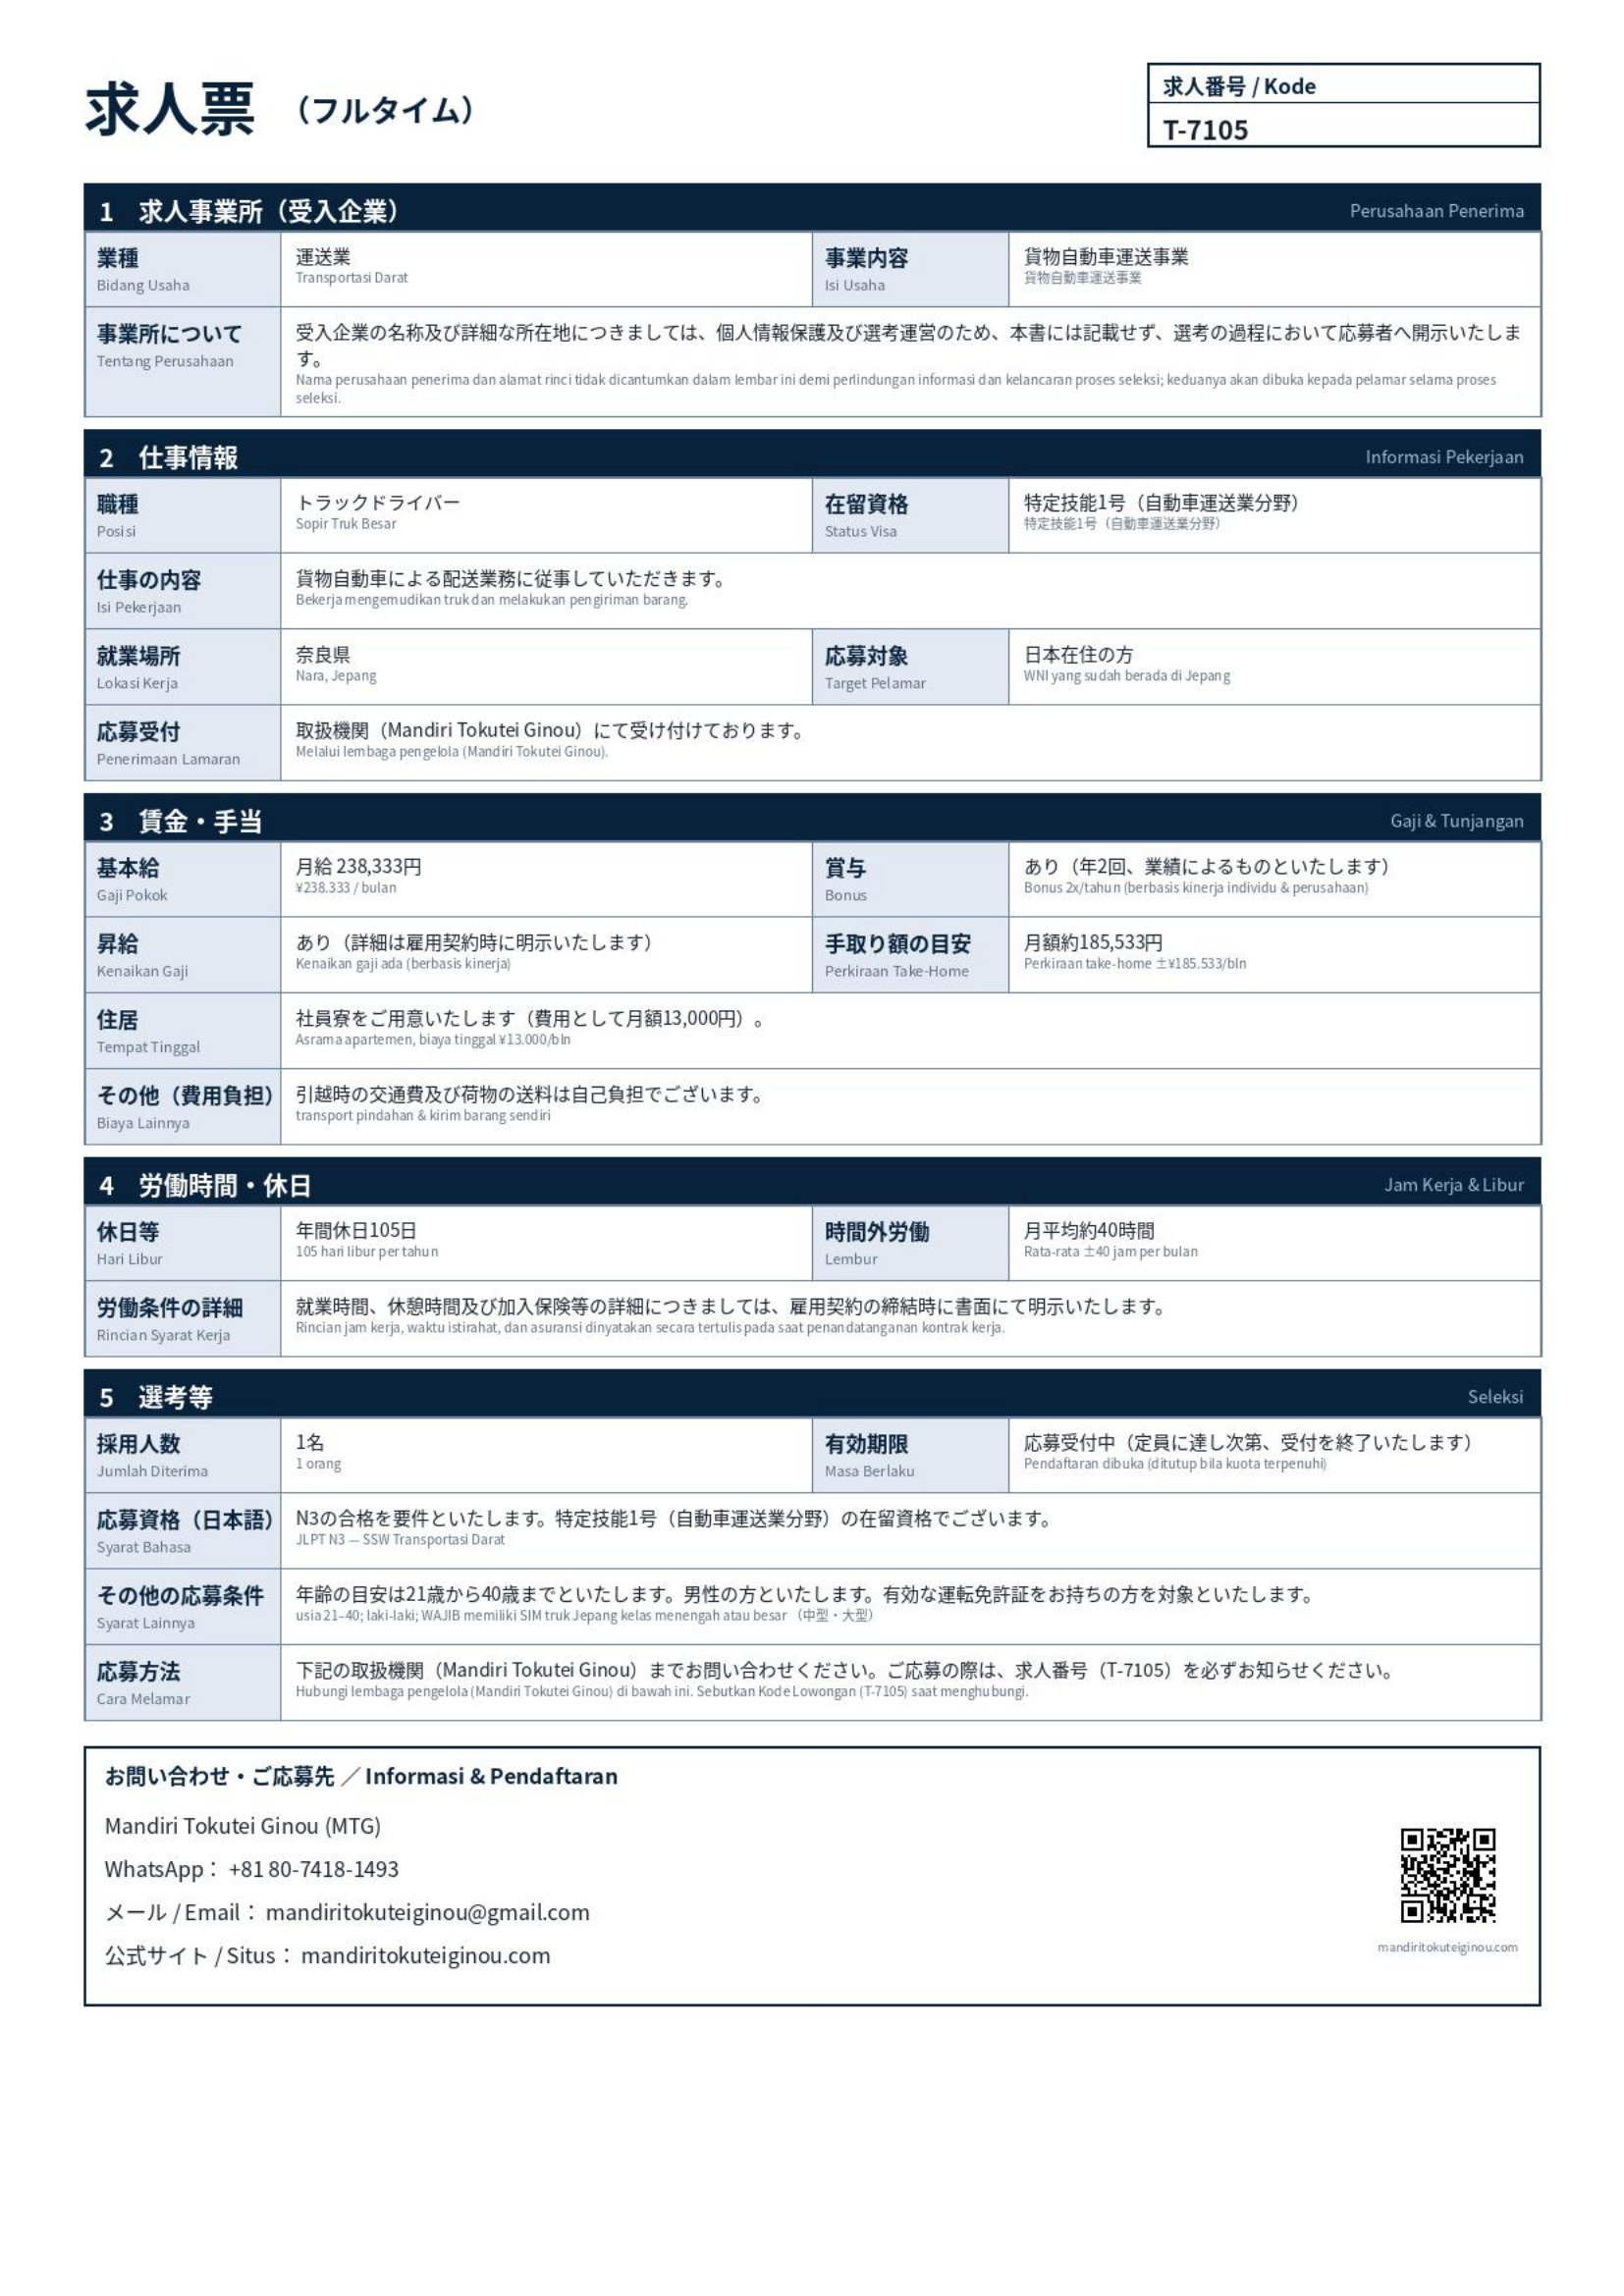 求人票 （フルタイム）
求人番号 / Kode
T-7105
1 求人事業所（受入企業）
Perusahaan Penerima
業種
Bidang Usaha
運送業
Transportasi Darat
事業内容
Isi Usaha
貨物自動車運送事業
貨物自動車運送事業
事業所について
Tentang Perusahaan
受入企業の名称及び詳細な所在地につきましては、個人情報保護及び選考運営のため、本書には記載せず、選考の過程において応募者へ開示いたしま
す。
Nama perusahaan penerima dan alamat rinci tidak dicantumkan dalam lembar ini demi perlindungan informasi dan kelancaran proses seleksi; keduanya akan dibuka kepada pelamar selama proses
seleksi.
2 仕事情報
Informasi Pekerjaan
職種
Posisi
トラックドライバー
Sopir Truk Besar
在留資格
Status Visa
特定技能1号（自動車運送業分野）
特定技能1号（自動車運送業分野）
仕事の内容
Isi Pekerjaan
貨物自動車による配送業務に従事していただきます。
Bekerja mengemudikan truk dan melakukan pengiriman barang.
就業場所
Lokasi Kerja
奈良県
Nara, Jepang
応募対象
Target Pelamar
日本在住の方
WNI yang sudah berada di Jepang
応募受付
Penerimaan Lamaran
取扱機関（Mandiri Tokutei Ginou）にて受け付けております。
Melalui lembaga pengelola (Mandiri Tokutei Ginou).
3 賃金・手当
Gaji & Tunjangan
基本給
Gaji Pokok
月給 238,333円
¥238.333 / bulan
賞与
Bonus
あり（年2回、業績によるものといたします）
Bonus 2x/tahun (berbasis kinerja individu & perusahaan)
昇給
Kenaikan Gaji
あり（詳細は雇用契約時に明示いたします）
Kenaikan gaji ada (berbasis kinerja)
手取り額の目安
Perkiraan Take-Home
月額約185,533円
Perkiraan take-home ±¥185.533/bln
住居
Tempat Tinggal
社員寮をご用意いたします（費用として月額13,000円）。
Asrama apartemen, biaya tinggal ¥13.000/bln
その他（費用負担）
Biaya Lainnya
引越時の交通費及び荷物の送料は自己負担でございます。
transport pindahan & kirim barang sendiri
4 労働時間・休日
Jam Kerja & Libur
休日等
Hari Libur
年間休日105日
105 hari libur per tahun
時間外労働
Lembur
月平均約40時間
Rata-rata ±40 jam per bulan
労働条件の詳細
Rincian Syarat Kerja
就業時間、休憩時間及び加入保険等の詳細につきましては、雇用契約の締結時に書面にて明示いたします。
Rincian jam kerja, waktu istirahat, dan asuransi dinyatakan secara tertulis pada saat penandatanganan kontrak kerja.
5 選考等
Seleksi
採用人数
Jumlah Diterima
1名
1 orang
有効期限
Masa Berlaku
応募受付中（定員に達し次第、受付を終了いたします）
Pendaftaran dibuka (ditutup bila kuota terpenuhi)
応募資格（日本語）
Syarat Bahasa
N3の合格を要件といたします。特定技能1号（自動車運送業分野）の在留資格でございます。
JLPT N3 — SSW Transportasi Darat
その他の応募条件
Syarat Lainnya
年齢の目安は21歳から40歳までといたします。男性の方といたします。有効な運転免許証をお持ちの方を対象といたします。
usia 21–40; laki-laki; WAJIB memiliki SIM truk Jepang kelas menengah atau besar （中型・大型）
応募方法
Cara Melamar
下記の取扱機関（Mandiri Tokutei Ginou）までお問い合わせください。ご応募の際は、求人番号（T-7105）を必ずお知らせください。
Hubungi lembaga pengelola (Mandiri Tokutei Ginou) di bawah ini. Sebutkan Kode Lowongan (T-7105) saat menghubungi.
お問い合わせ・ご応募先 ／ Informasi & Pendaftaran
Mandiri Tokutei Ginou (MTG)
WhatsApp： +81 80-7418-1493
メール / Email： mandiritokuteiginou@gmail.com
公式サイト / Situs： mandiritokuteiginou.com
mandiritokuteiginou.com